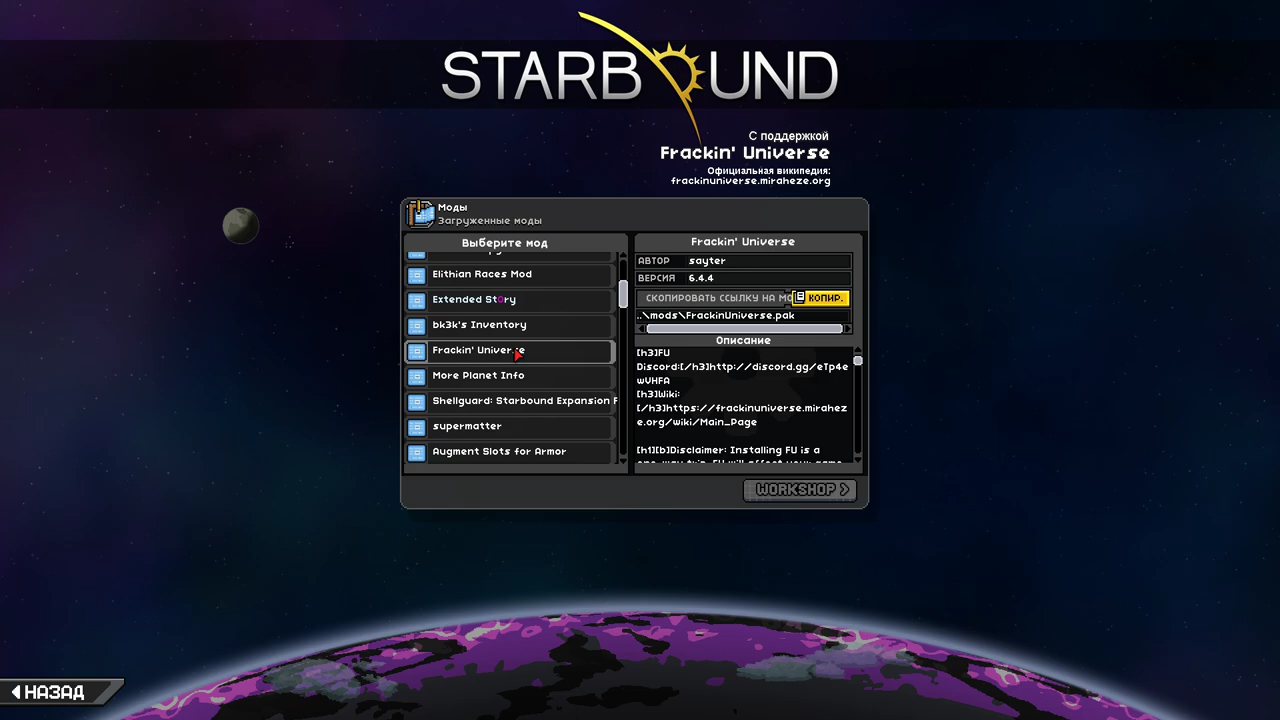 STARBOUND
С поддержкой
Frackin' Universe
Официальная википедия:
frackinuniverse.miraheze.org
Моды
Загруженные моды
Выберите мод
Elithian Races Mod
Extended St0ry
bk3k's Inventory
Frackin' Universe
More Planet Info
Shellguard: Starbound Expansion
supermatter
Augment Slots for Armor
Frackin' Universe
АВТОР sayter
ВЕРСИЯ 6.4.4
СКОПИРОВАТЬ ССЫЛКУ НА КОПИР.
..\mods\FrackinUniverse.pak
Описание
[h3]FU
Discord:[/h3]http://discord.gg/eTp4e
wVHFA
[h3]Wiki:
[/h3]https://frackinuniverse.mirahez
e.org/wiki/Main_Page
[h1][b]Disclaimer: Installing FU is a
WORKSHOP >
НАЗАД